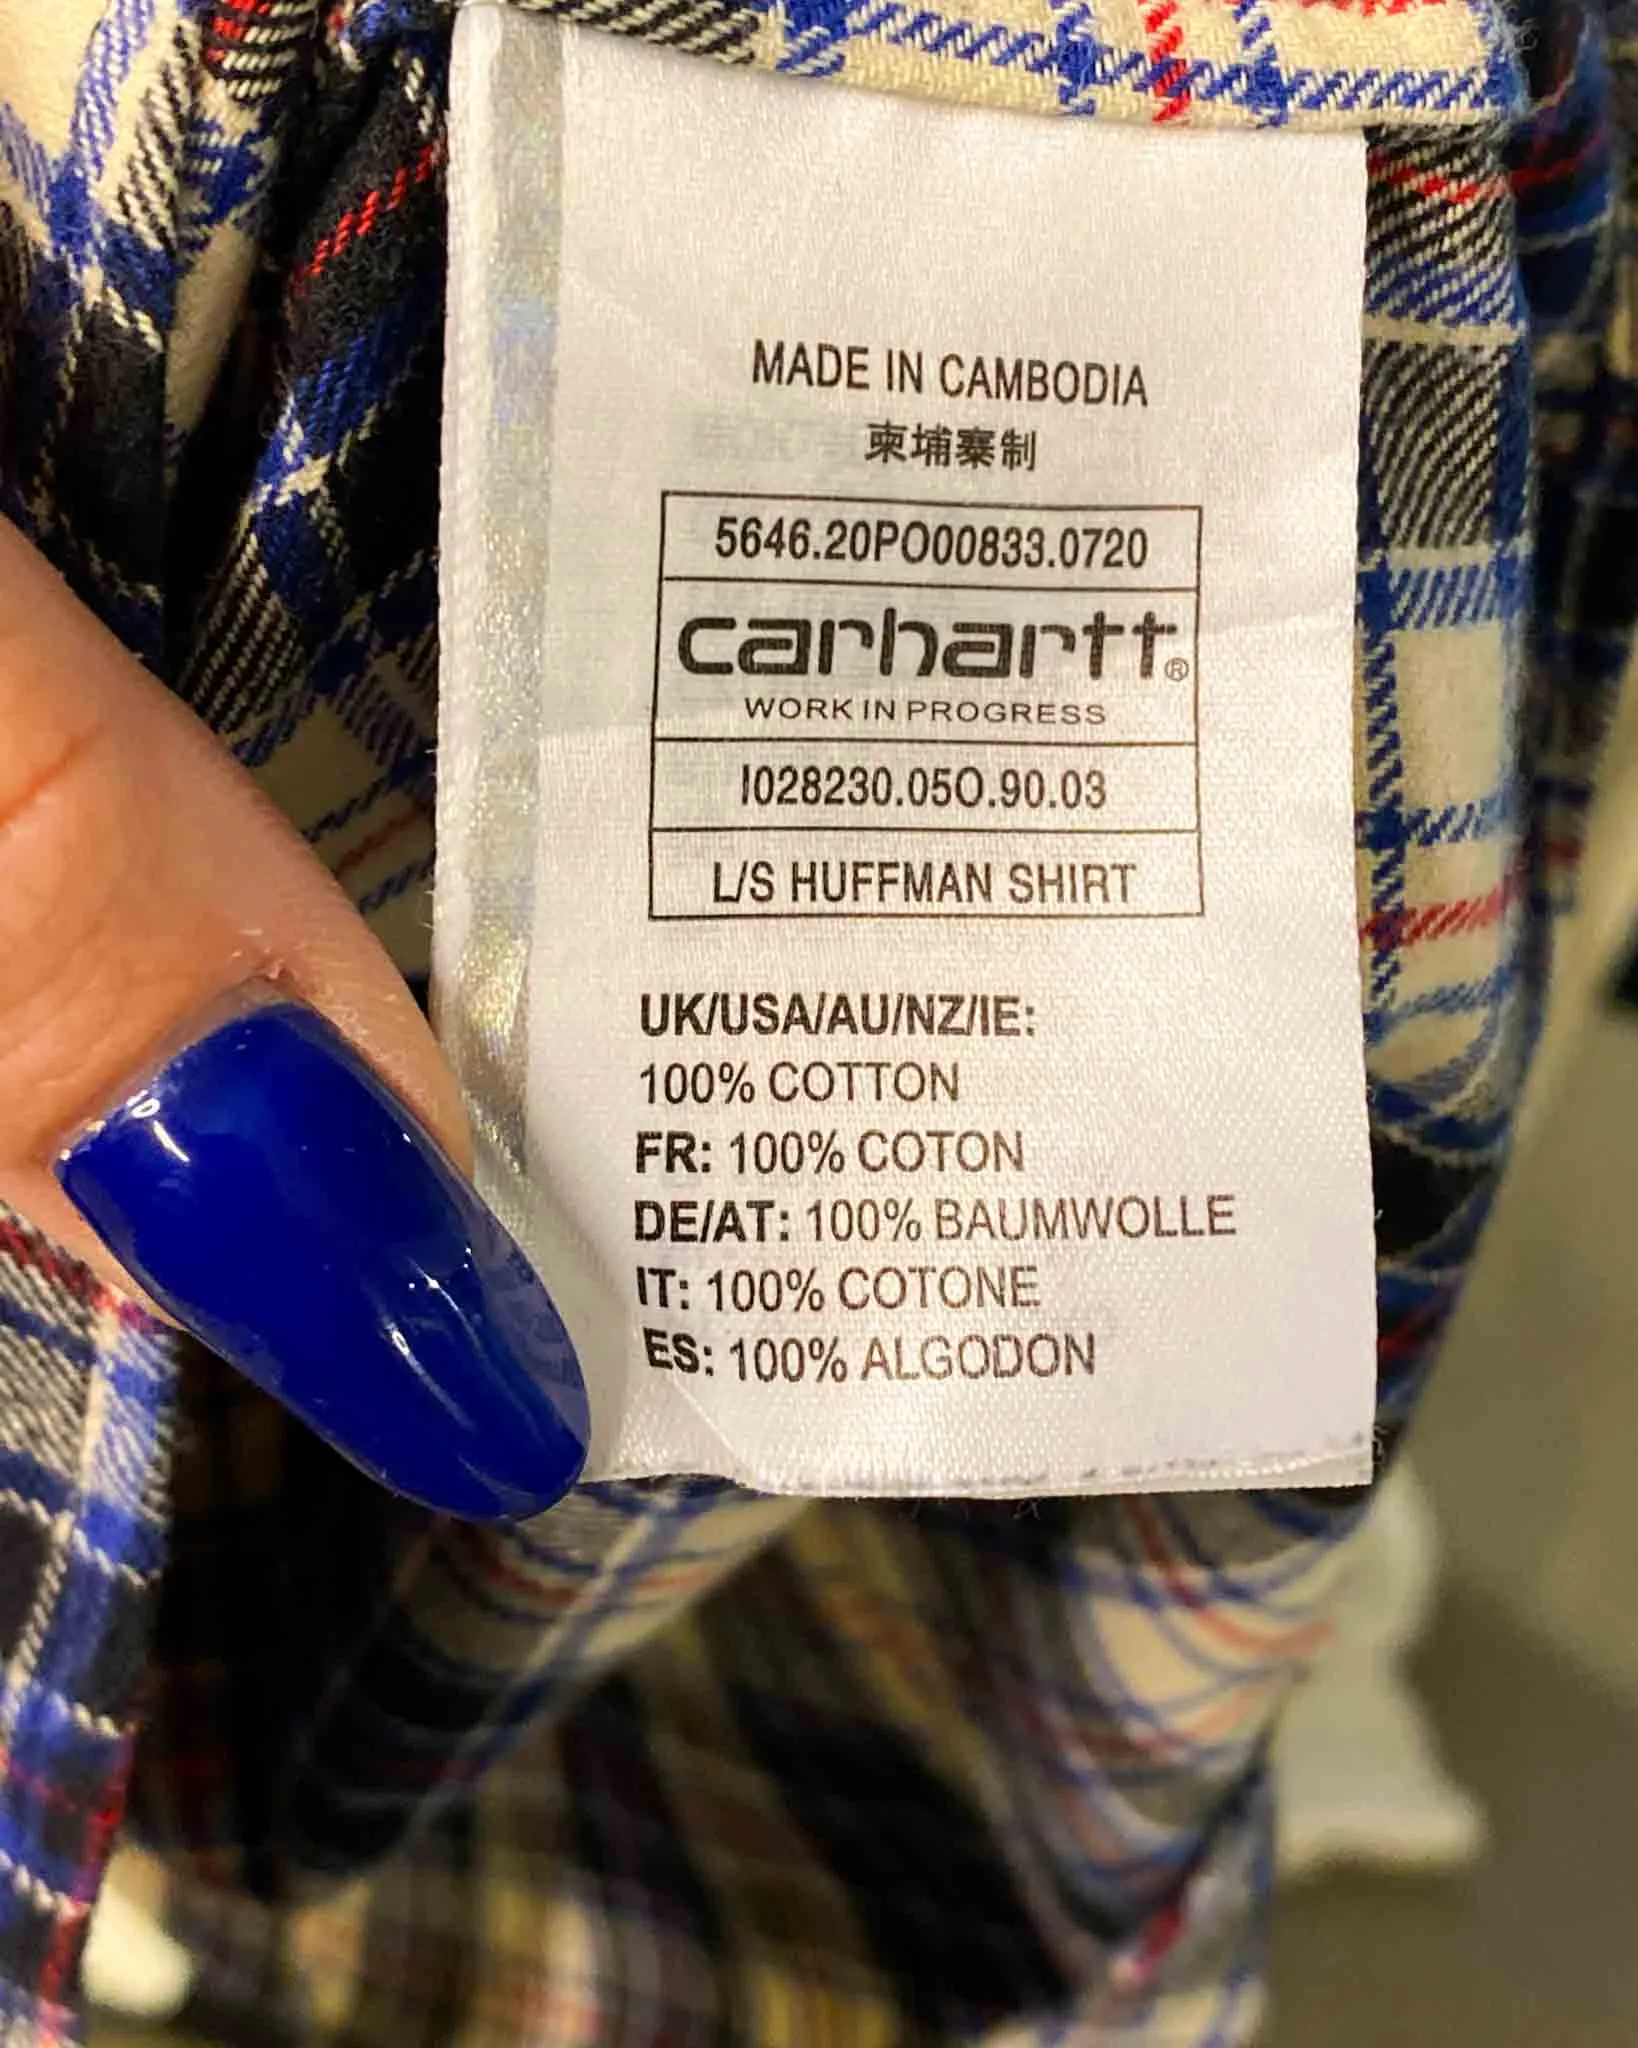 MADE IN CAMBODIA
柬埔寨制
5646.20PO00833.0720
carhartt®
WORK IN PROGRESS
I028230.05O.90.03
L/S HUFFMAN SHIRT
UK/USA/AU/NZ/IE:
100% COTTON
FR: 100% COTON
DE/AT: 100% BAUMWOLLE
IT: 100% COTONE
ES: 100% ALGODON